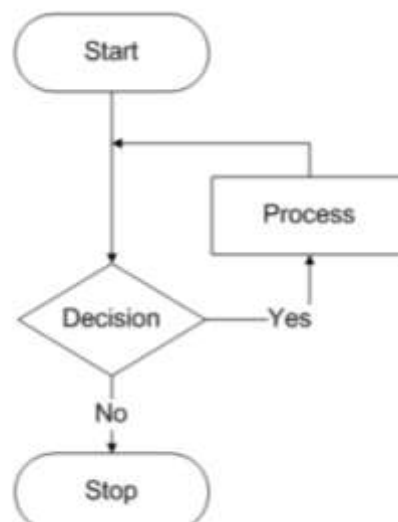 Start
Process
Decision
Yes
No
Stop